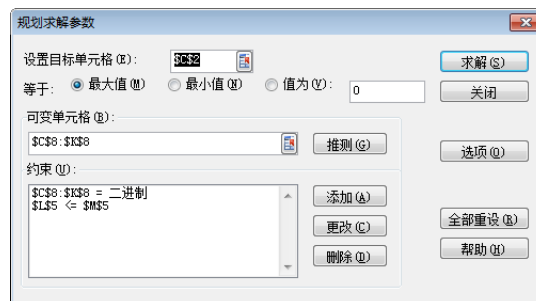 规划求解参数
设置目标单元格(E): $C$2 求解(S)
等于: 最大值(M) 最小值(N) 值为(V): 0 关闭
可变单元格(B):
$C$8:$K$8 推测(G) 选项(O)
约束(U):
$C$8:$K$8 = 二进制 添加(A)
$L$5 <= $M$5
更改(C) 全部重设(R)
删除(D) 帮助(H)